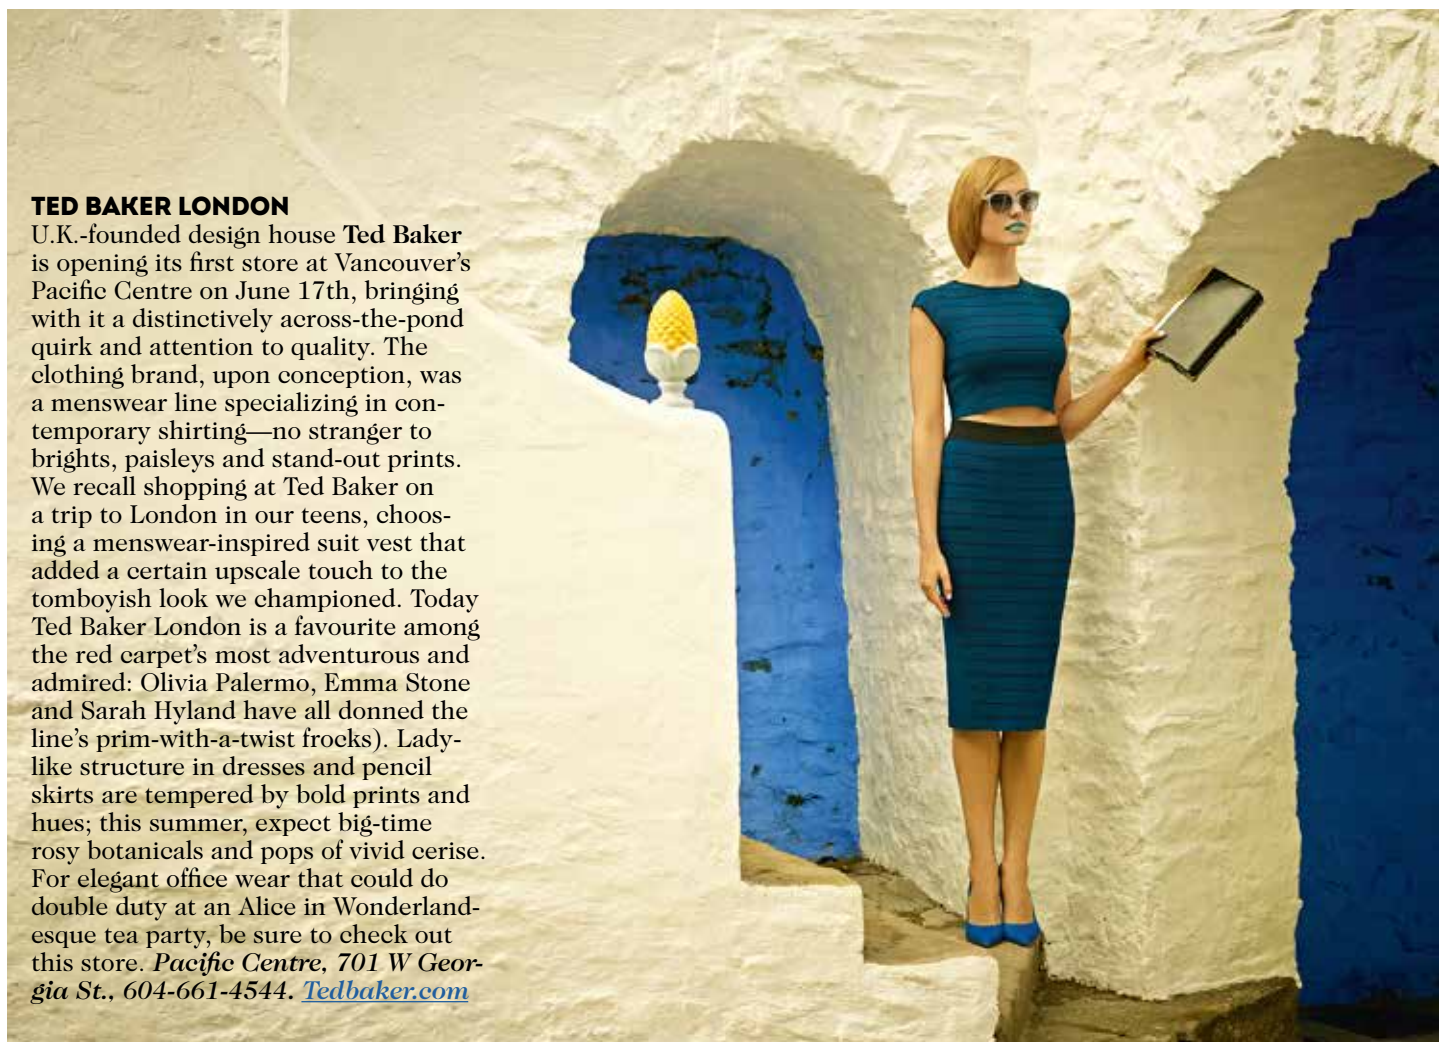 TED BAKER LONDON
U.K.-founded design house Ted Baker
is opening its first store at Vancouver's
Pacific Centre on June 17th, bringing
with it a distinctively across-the-pond
quirk and attention to quality. The
clothing brand, upon conception, was
a menswear line specializing in con-
temporary shirting—no stranger to
brights, paisleys and stand-out prints.
We recall shopping at Ted Baker on
a trip to London in our teens, choos-
ing a menswear-inspired suit vest that
added a certain upscale touch to the
tomboyish look we championed. Today
Ted Baker London is a favourite among
the red carpet's most adventurous and
admired: Olivia Palermo, Emma Stone
and Sarah Hyland have all donned the
line's prim-with-a-twist frocks). Lady-
like structure in dresses and pencil
skirts are tempered by bold prints and
hues; this summer, expect big-time
rosy botanicals and pops of vivid cerise.
For elegant office wear that could do
double duty at an Alice in Wonderland-
esque tea party, be sure to check out
this store. Pacific Centre, 701 W Geor-
gia St., 604-661-4544. Tedbaker.com